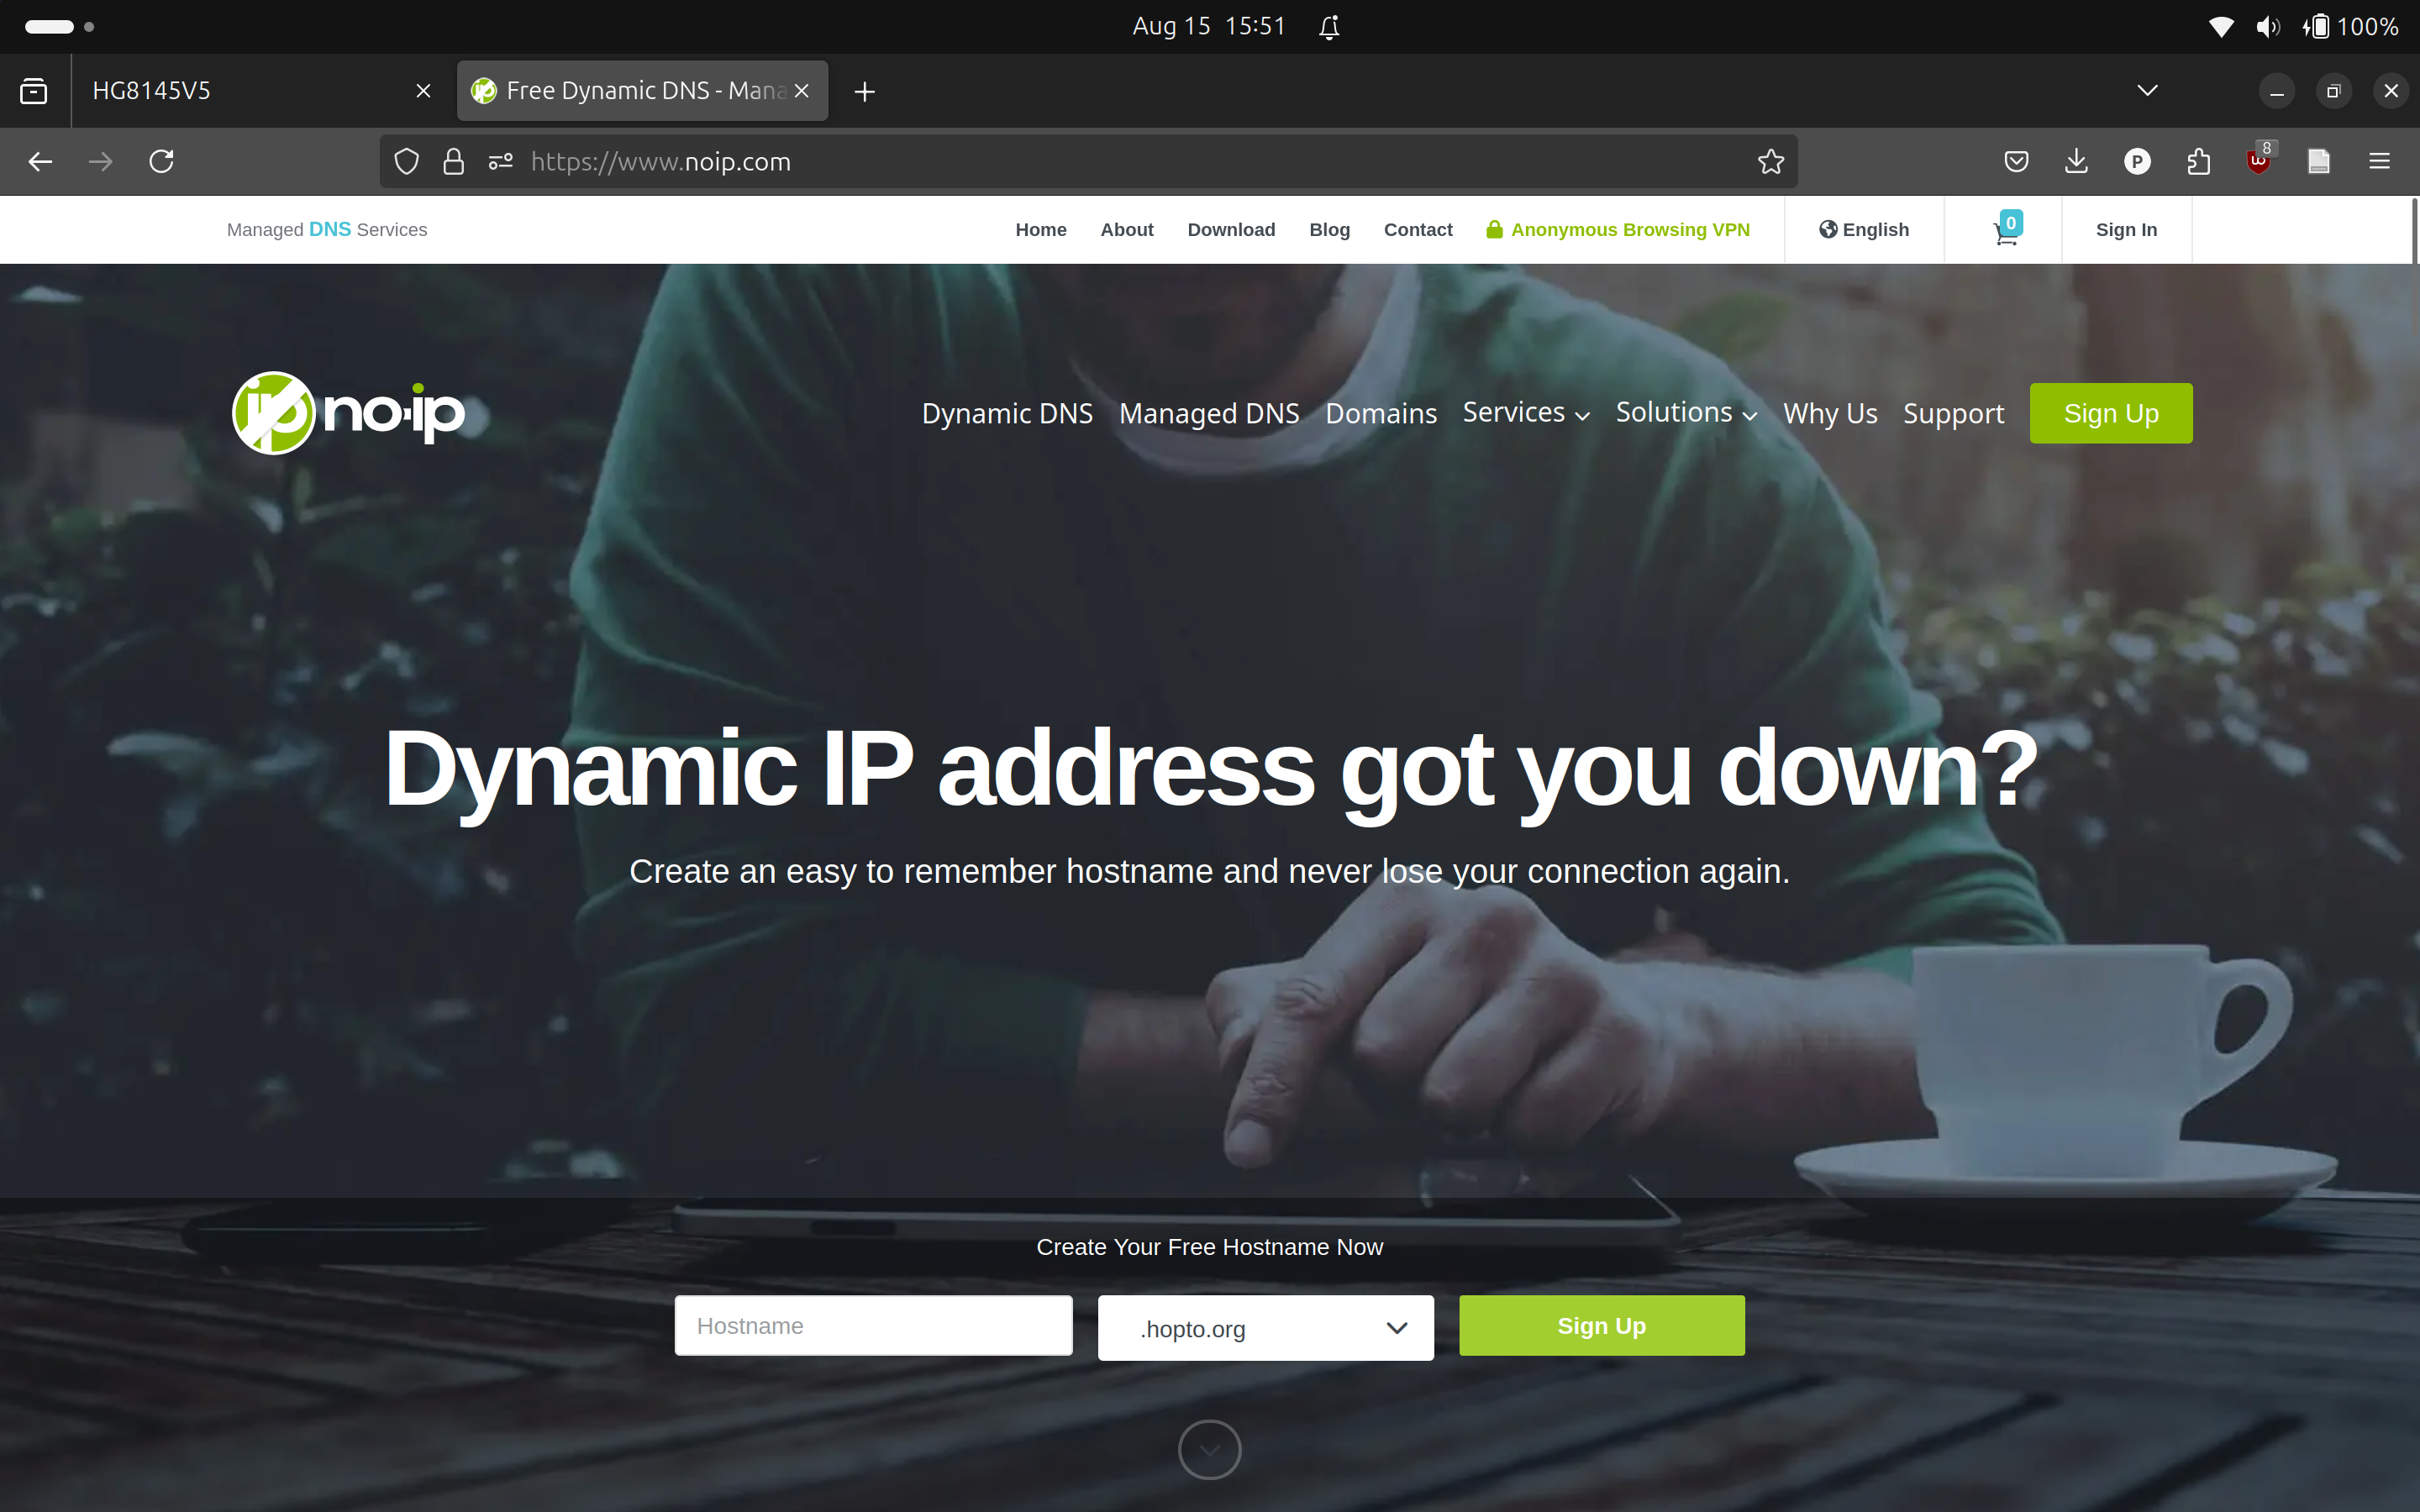 Aug 15 15:51
100%
HG8145V5
Free Dynamic DNS - Mana
https://www.noip.com
8
Managed DNS Services
Home
About
Download
Blog
Contact
Anonymous Browsing VPN
English
0
Sign In
ip no-ip
Dynamic DNS
Managed DNS
Domains
Services
Solutions
Why Us
Support
Sign Up
Dynamic IP address got you down?
Create an easy to remember hostname and never lose your connection again.
Create Your Free Hostname Now
Hostname
.hopto.org
Sign Up